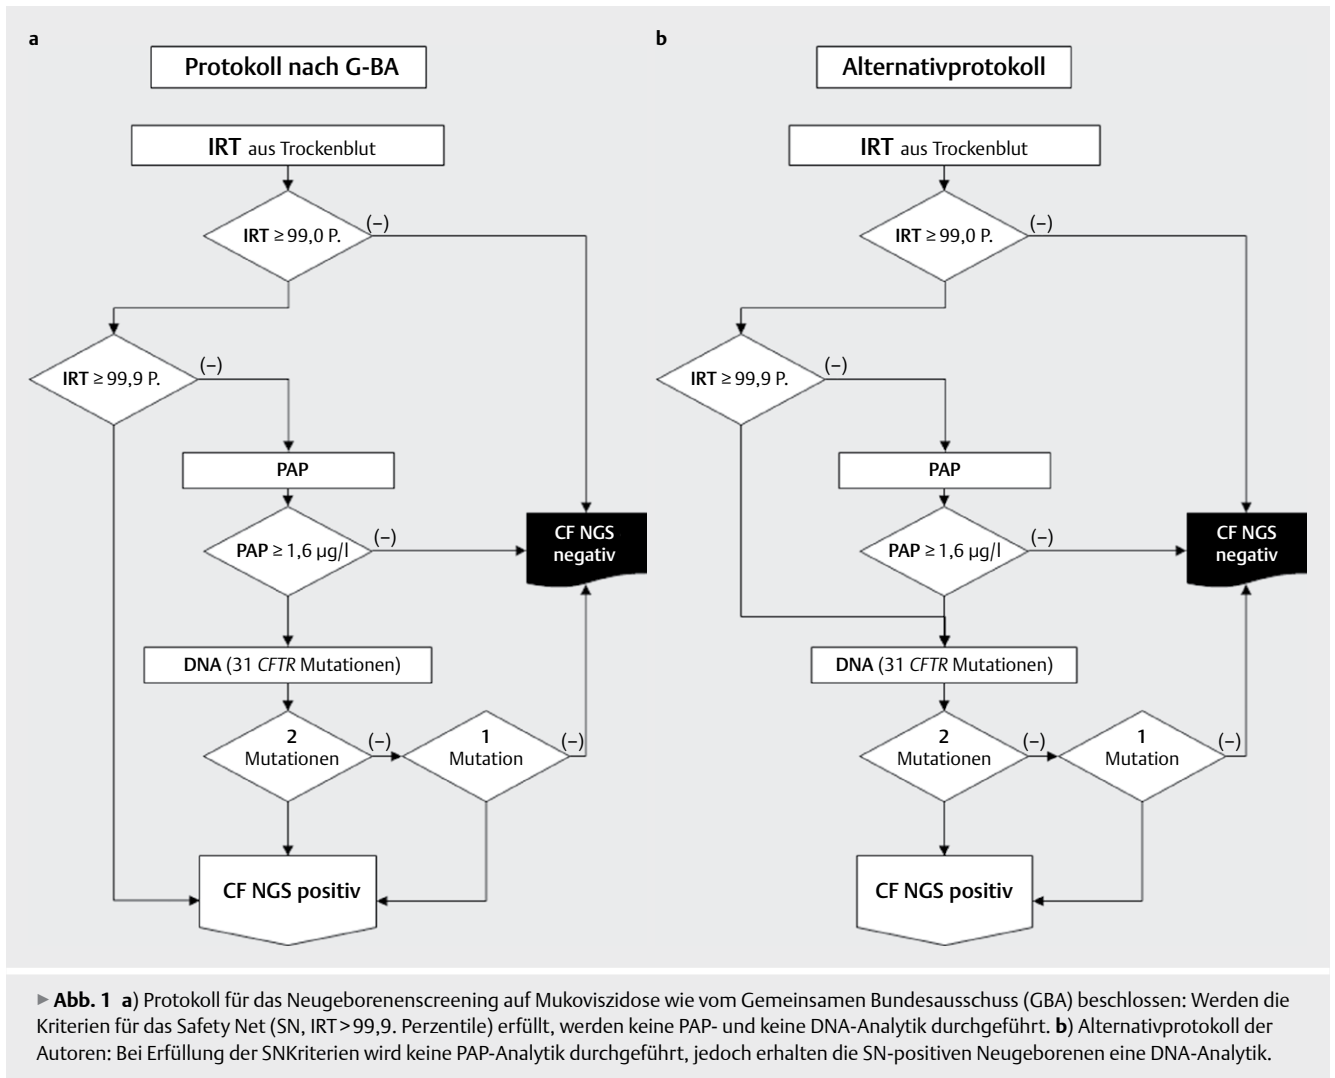 a
Protokoll nach G-BA
IRT aus Trockenblut
IRT ≥ 99,0 P.
(–)
IRT ≥ 99,9 P.
(–)
PAP
PAP ≥ 1,6 µg/l
(–)
CF NGS
negativ
DNA (31 CFTR Mutationen)
2
Mutationen
(–)
1
Mutation
(–)
CF NGS positiv
b
Alternativprotokoll
IRT aus Trockenblut
IRT ≥ 99,0 P.
(–)
IRT ≥ 99,9 P.
(–)
PAP
PAP ≥ 1,6 µg/l
(–)
CF NGS
negativ
DNA (31 CFTR Mutationen)
2
Mutationen
(–)
1
Mutation
(–)
CF NGS positiv
▶ Abb. 1 a) Protokoll für das Neugeborenenscreening auf Mukoviszidose wie vom Gemeinsamen Bundesausschuss (GBA) beschlossen: Werden die
Kriterien für das Safety Net (SN, IRT > 99,9. Perzentile) erfüllt, werden keine PAP- und keine DNA-Analytik durchgeführt. b) Alternativprotokoll der
Autoren: Bei Erfüllung der SNKriterien wird keine PAP-Analytik durchgeführt, jedoch erhalten die SN-positiven Neugeborenen eine DNA-Analytik.